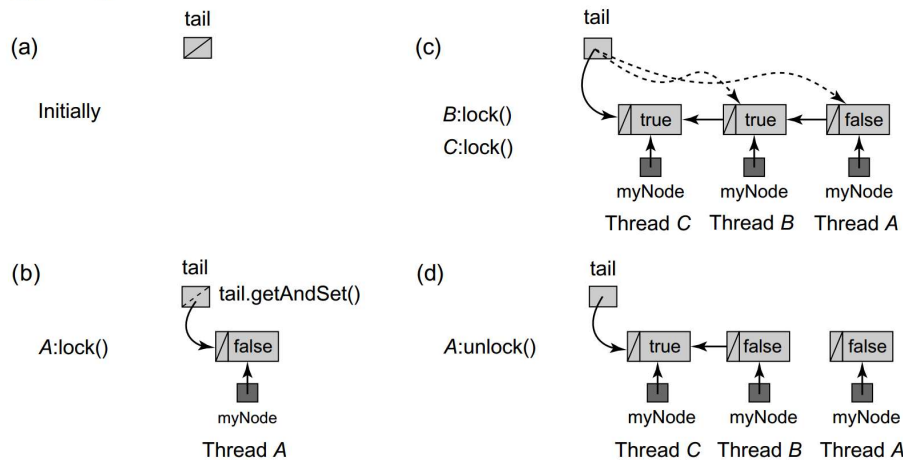 (a)
tail
Initially
(b)
tail
tail.getAndSet()
A:lock()
false
myNode
Thread A
(c)
tail
B:lock()
C:lock()
true
true
false
myNode
myNode
myNode
Thread C
Thread B
Thread A
(d)
tail
A:unlock()
true
false
false
myNode
myNode
myNode
Thread C
Thread B
Thread A